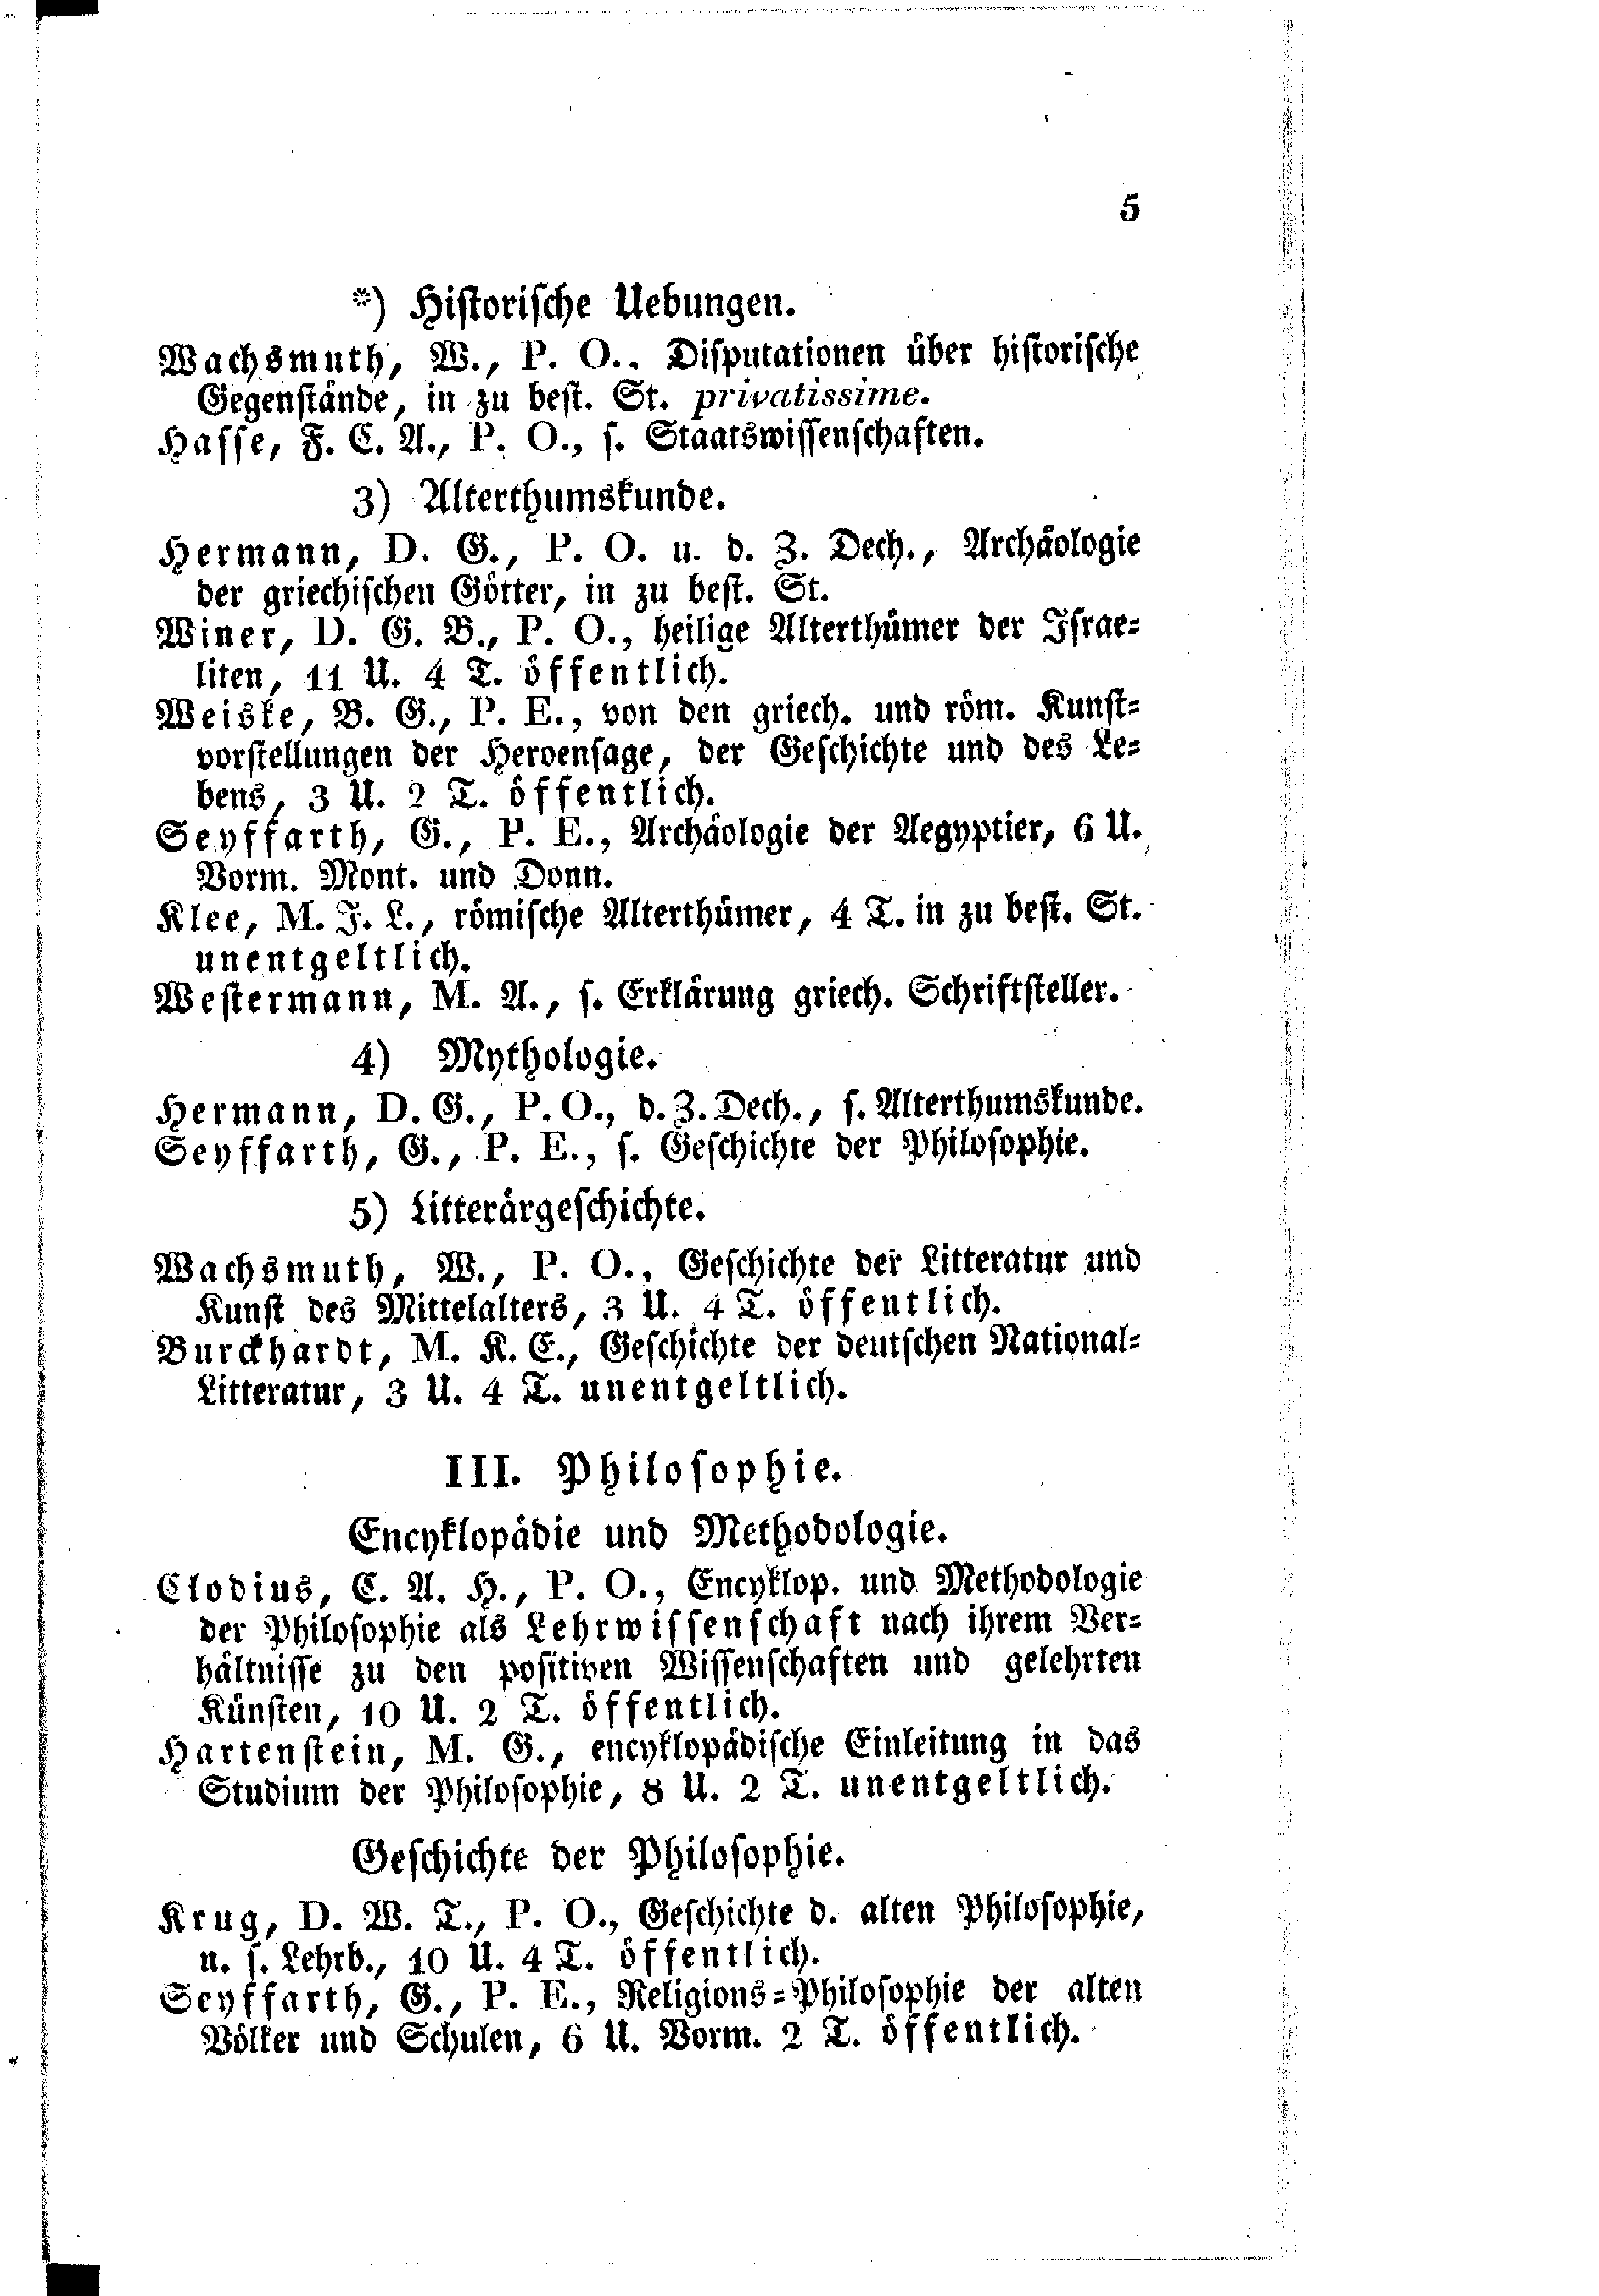 5
*) Historische Uebungen.
Wachsmuth, W., P. O., Disputationen über historische
Gegenstände, in zu best. St. privatissime.
Hasse, F. C. A., P. O., s. Staatswissenschaften.
3) Alterthumskunde.
Hermann, D. G., P. O. u. d. Z. Dech., Archäologie
der griechischen Götter, in zu best. St.
Winer, D. G. B., P. O., heilige Alterthümer der Israe-
liten, 11 U. 4 T. öffentlich.
Weiske, B. G., P. E., von den griech. und röm. Kunst-
vorstellungen der Heroensage, der Geschichte und des Le-
bens, 3 U. 2 T. öffentlich.
Seyffarth, G., P. E., Archäologie der Aegyptier, 6 U.
Vorm. Mont. und Donn.
Klee, M. J. L., römische Alterthümer, 4 T. in zu best. St.
unentgeltlich.
Westermann, M. A., s. Erklärung griech. Schriftsteller.
4) Mythologie.
Hermann, D. G., P. O., d. Z. Dech., s. Alterthumskunde.
Seyffarth, G., P. E., s. Geschichte der Philosophie.
5) Litterärgeschichte.
Wachsmuth, W., P. O., Geschichte der Litteratur und
Kunst des Mittelalters, 3 U. 4 T. öffentlich.
Burckhardt, M. K. E., Geschichte der deutschen National-
Litteratur, 3 U. 4 T. unentgeltlich.
III. Philosophie.
Encyklopädie und Methodologie.
Clodius, C. A. H., P. O., Encyklop. und Methodologie
der Philosophie als Lehrwissenschaft nach ihrem Ver-
hältnisse zu den positiven Wissenschaften und gelehrten
Künsten, 10 U. 2 T. öffentlich.
Hartenstein, M. G., encyklopädische Einleitung in das
Studium der Philosophie, 8 U. 2 T. unentgeltlich.
Geschichte der Philosophie.
Krug, D. W. T., P. O., Geschichte d. alten Philosophie,
n. s. Lehrb., 10 U. 4 T. öffentlich.
Seyffarth, G., P. E., Religions-Philosophie der alten
Völker und Schulen, 6 U. Vorm. 2 T. öffentlich.